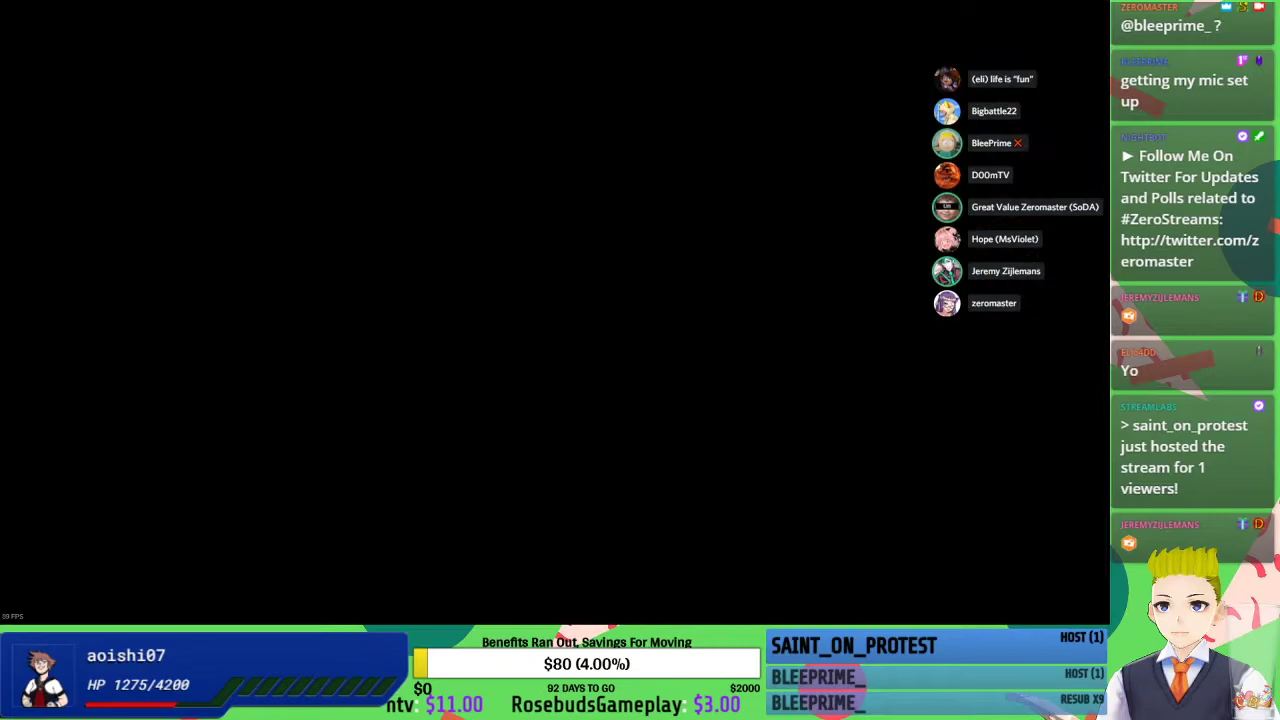 (eli) life is “fun”
Bigbattle22
BleePrime
D00mTV
Great Value Zeromaster (SoDA)
Hope (MsViolet)
Jeremy Zijlemans
zeromaster
39 FPS
ZEROMASTER
@bleeprime_ ?
BLEEPRIME_
getting my mic set
up
NIGHTBOT
► Follow Me On
Twitter For Updates
and Polls related to
#ZeroStreams:
http://twitter.com/z
eromaster
JEREMYZIJLEMANS
Yo
STREAMLABS
> saint_on_protest
just hosted the
stream for 1
viewers!
JEREMYZIJLEMANS
aoishi07
HP 1275/4200
Benefits Ran Out, Savings For Moving
$80 (4.00%)
$0
92 DAYS TO GO
$2000
ntv: $11.00 RosebudsGameplay: $3.00
SAINT_ON_PROTEST
HOST (1)
BLEEPRIME_
HOST (1)
BLEEPRIME_
RESUB X9